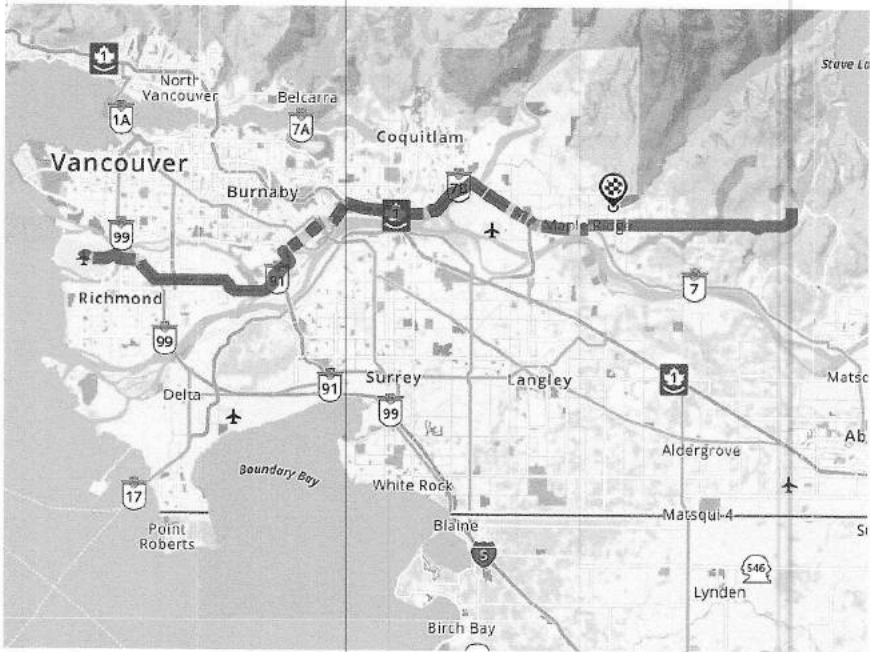 Stave La
1
North
Vancouver
Belcarra
1A
7A
Coquitlam
Vancouver
Burnaby
1
99
Maple Ridge
91
Richmond
7
99
Delta
91
Surrey
Langley
1
Matsc
99
Ab
Aldergrove
Boundary Bay
White Rock
17
Point
Roberts
Blaine
Matsqui 4
5
546
Lynden
Birch Bay